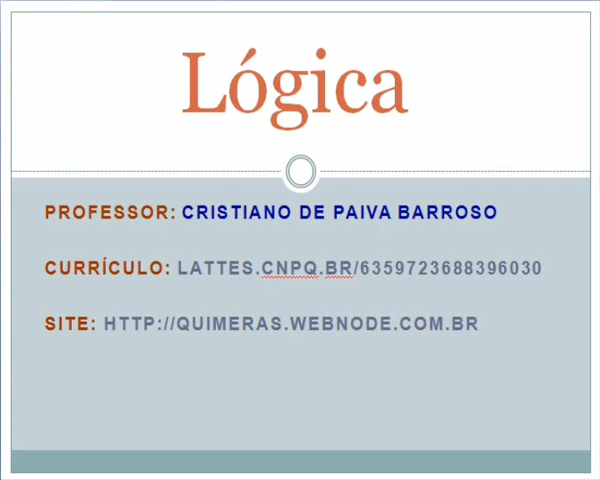 Lógica
PROFESSOR: CRISTIANO DE PAIVA BARROSO
CURRÍCULO: LATTES.CNPQ.BR/6359723688396030
SITE: HTTP://QUIMERAS.WEBNODE.COM.BR